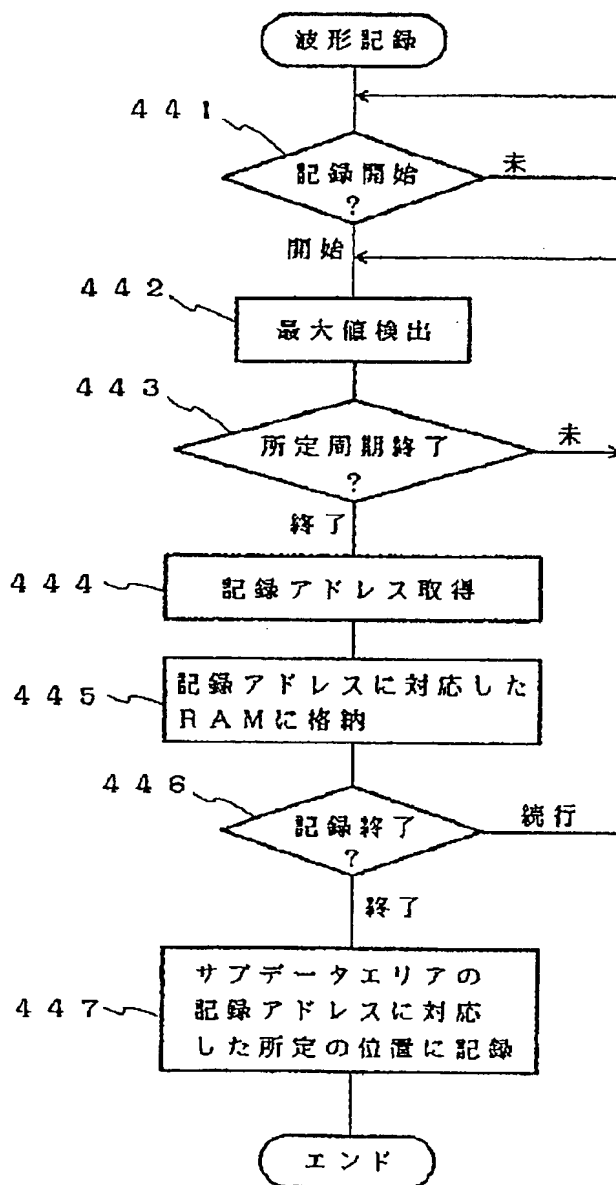 波形記録
441
記録開始
?
未
開始
442
最大値検出
443
所定周期終了
?
未
終了
444
記録アドレス取得
445
記録アドレスに対応した
RAMに格納
446
記録終了
?
続行
終了
447
サブデータエリアの
記録アドレスに対応
した所定の位置に記録
エンド